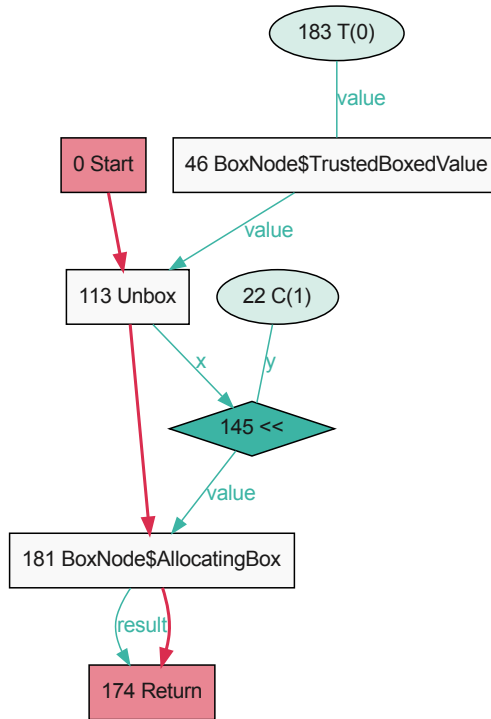 183 T(0)
value
0 Start
46 BoxNode$TrustedBoxedValue
value
113 Unbox
22 C(1)
x
y
145 <<
value
181 BoxNode$AllocatingBox
result
174 Return